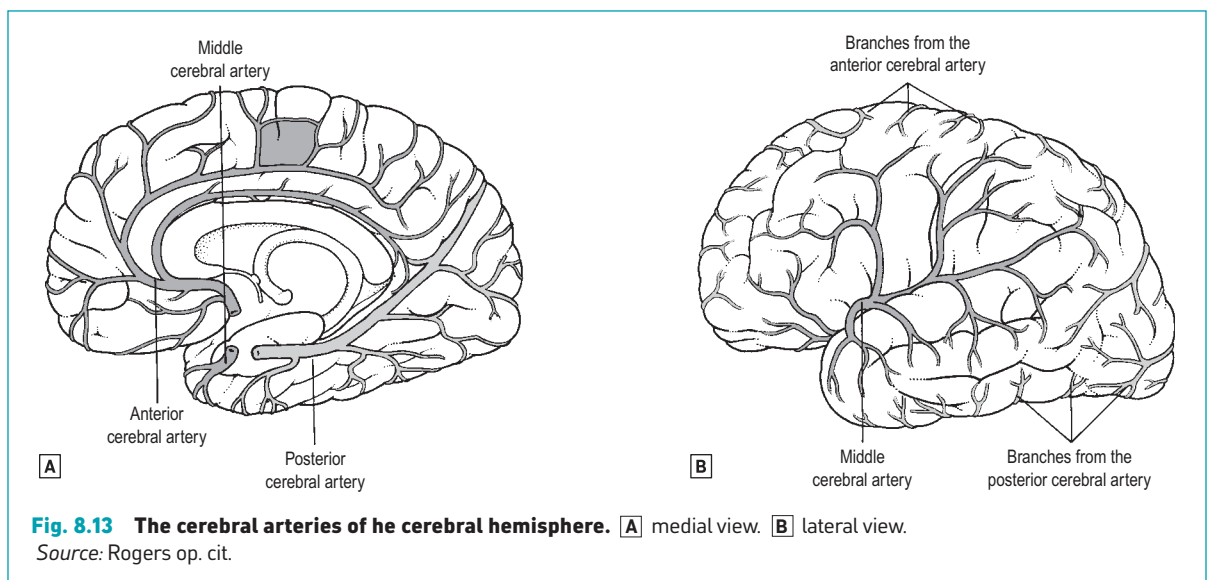 Middle
cerebral artery
Anterior
cerebral artery
Posterior
cerebral artery
A
Branches from the
anterior cerebral artery
Middle
cerebral artery
Branches from the
posterior cerebral artery
B
Fig. 8.13 The cerebral arteries of he cerebral hemisphere. A medial view. B lateral view.
Source: Rogers op. cit.